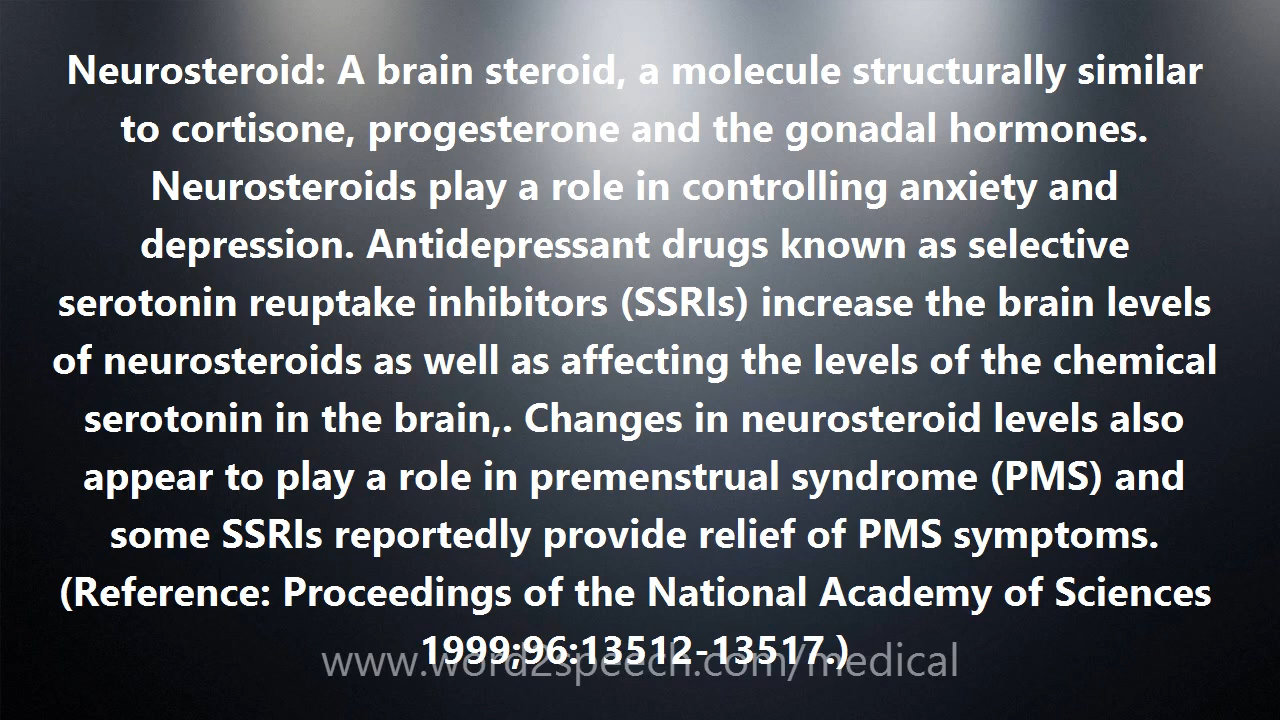 Neurosteroid: A brain steroid, a molecule structurally similar
to cortisone, progesterone and the gonadal hormones.
Neurosteroids play a role in controlling anxiety and
depression. Antidepressant drugs known as selective
serotonin reuptake inhibitors (SSRIs) increase the brain levels
of neurosteroids as well as affecting the levels of the chemical
serotonin in the brain,. Changes in neurosteroid levels also
appear to play a role in premenstrual syndrome (PMS) and
some SSRIs reportedly provide relief of PMS symptoms.
(Reference: Proceedings of the National Academy of Sciences
1999;96:13512-13517.)
www.word2speech.com/medical